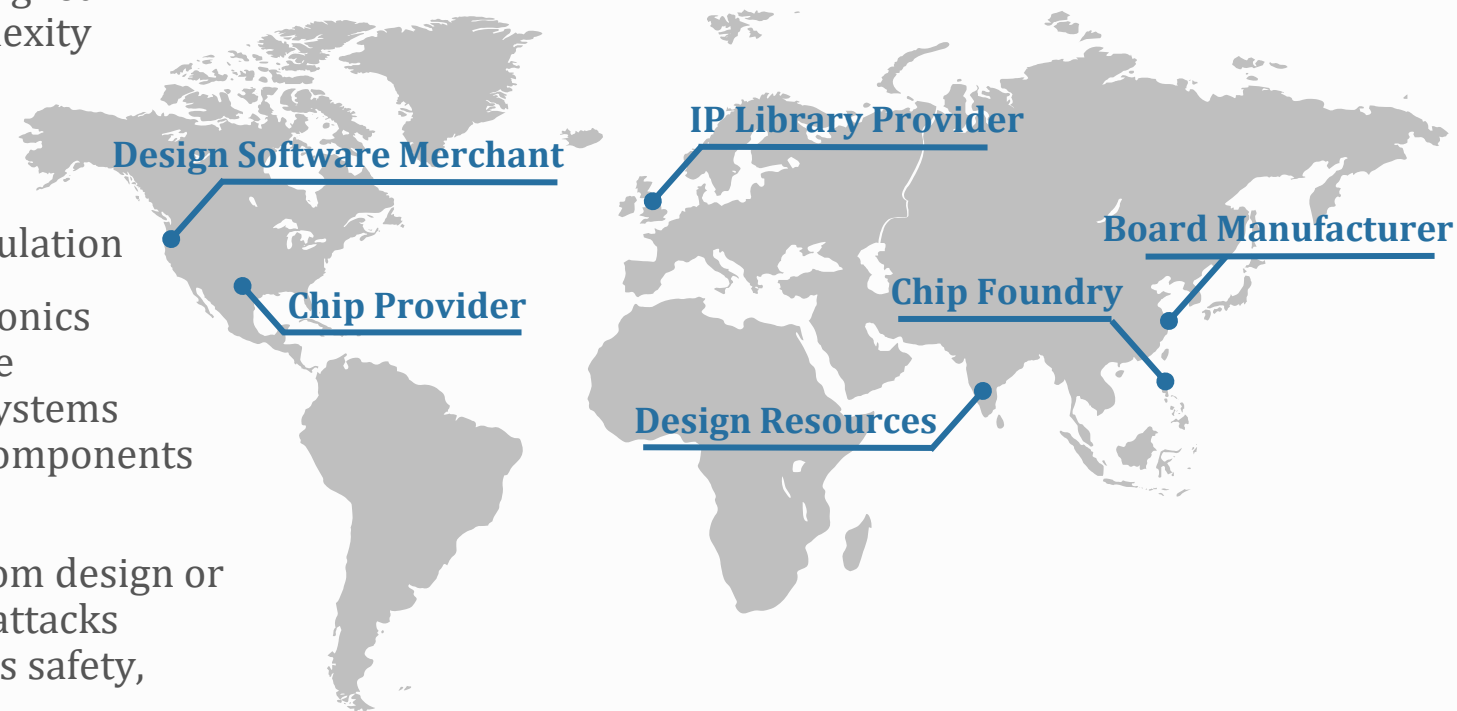 lexity
ulation
onics
e
ystems
omponents
om design or
attacks
s safety,
IP Library Provider
Design Software Merchant
Board Manufacturer
Chip Foundry
Chip Provider
Design Resources